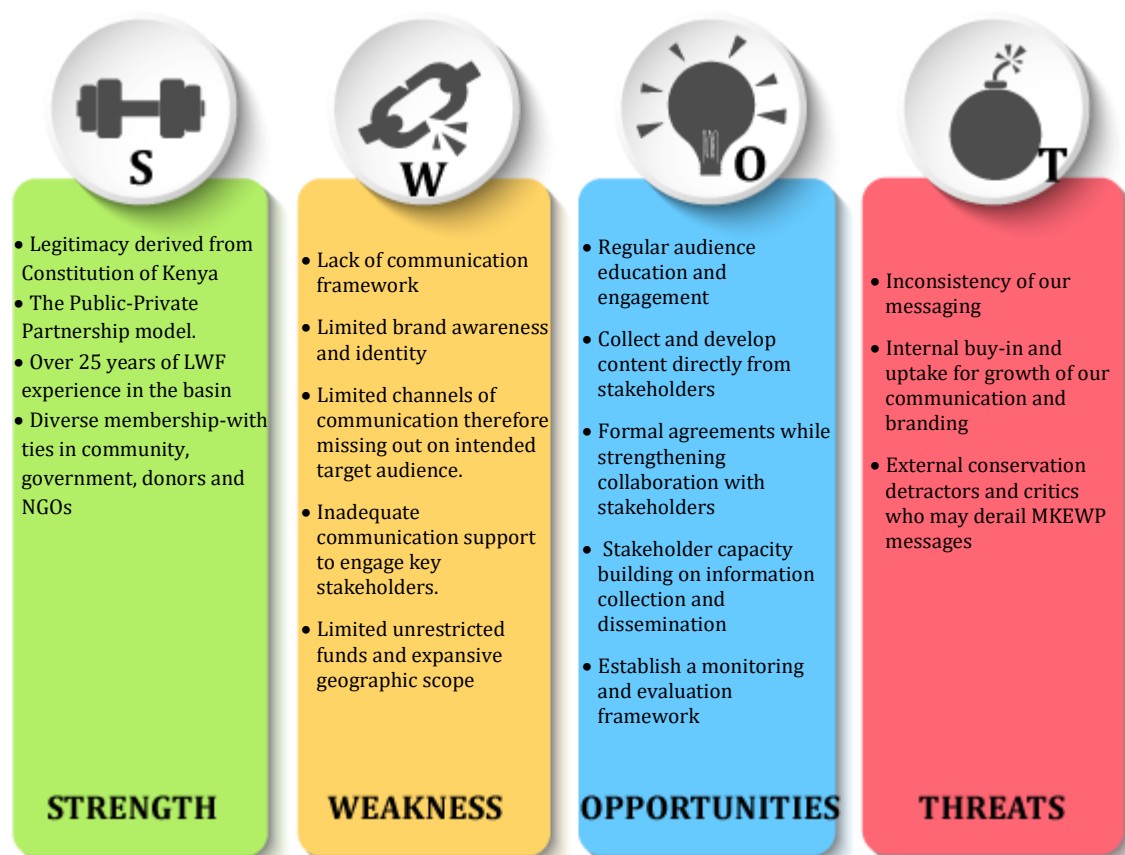 S
• Legitimacy derived from
Constitution of Kenya
• The Public-Private
Partnership model.
• Over 25 years of LWF
experience in the basin
• Diverse membership-with
ties in community,
government, donors and
NGOs
STRENGTH
W
• Lack of communication
framework
• Limited brand awareness
and identity
• Limited channels of
communication therefore
missing out on intended
target audience.
• Inadequate
communication support
to engage key
stakeholders.
• Limited unrestricted
funds and expansive
geographic scope
WEAKNESS
O
• Regular audience
education and
engagement
• Collect and develop
content directly from
stakeholders
• Formal agreements while
strengthening
collaboration with
stakeholders
• Stakeholder capacity
building on information
collection and
dissemination
• Establish a monitoring
and evaluation
framework
OPPORTUNITIES
T
• Inconsistency of our
messaging
• Internal buy-in and
uptake for growth of our
communication and
branding
• External conservation
detractors and critics
who may derail MKEWP
messages
THREATS